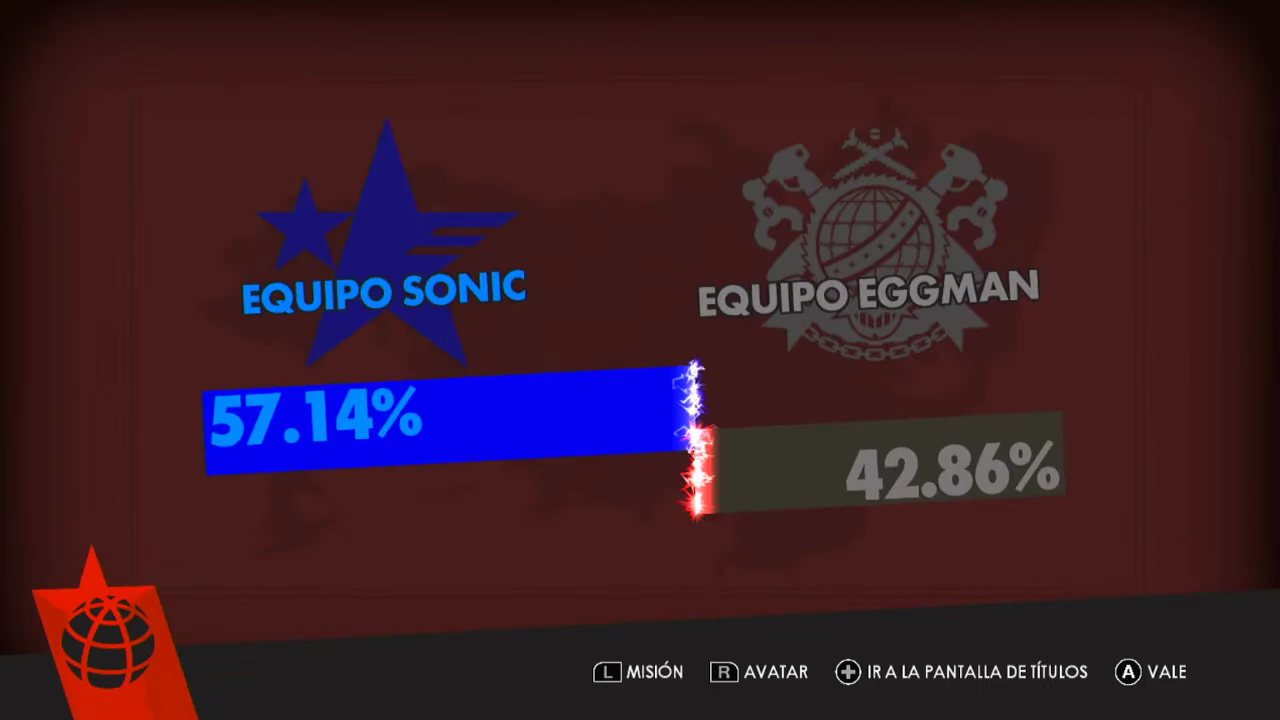 EQUIPO SONIC
EQUIPO EGGMAN
57.14%
42.86%
L MISIÓN R AVATAR + IR A LA PANTALLA DE TÍTULOS A VALE